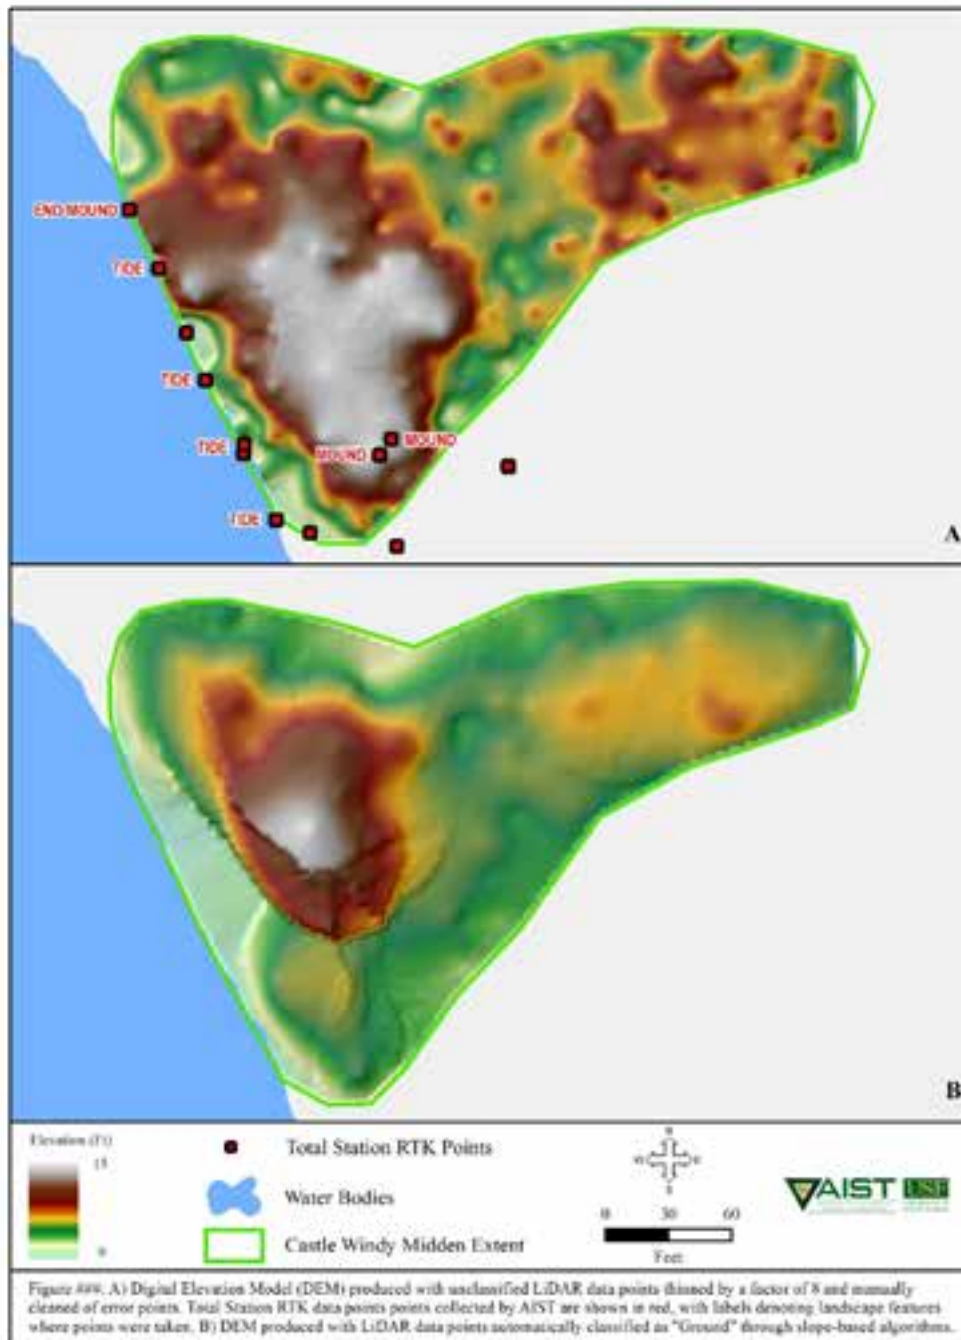 END MOUND
TIDE
TIDE
TIDE
MOUND
MOUND
TIDE
A
B
Elevation (Ft)
15
0
Total Station RTK Points
Water Bodies
Castle Windy Midden Extent
N
W
E
S
0 30 60
Feet
AIST USF
Figure ###. A) Digital Elevation Model (DEM) produced with unclassified LiDAR data points thinned by a factor of 8 and manually
cleaned of error points. Total Station RTK data points points collected by AIST are shown in red, with labels denoting landscape features
where points were taken. B) DEM produced with LiDAR data points automatically classified as "Ground" through slope-based algorithms.